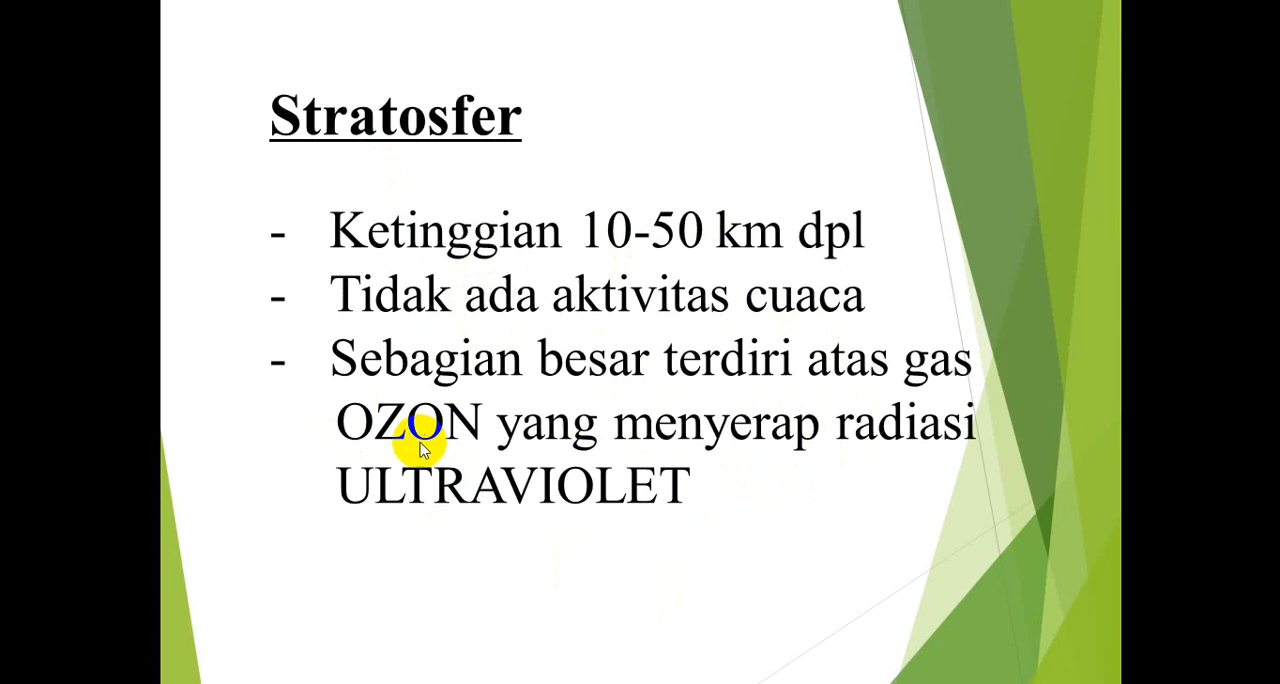 Stratosfer
- Ketinggian 10-50 km dpl
- Tidak ada aktivitas cuaca
- Sebagian besar terdiri atas gas
OZON yang menyerap radiasi
ULTRAVIOLET